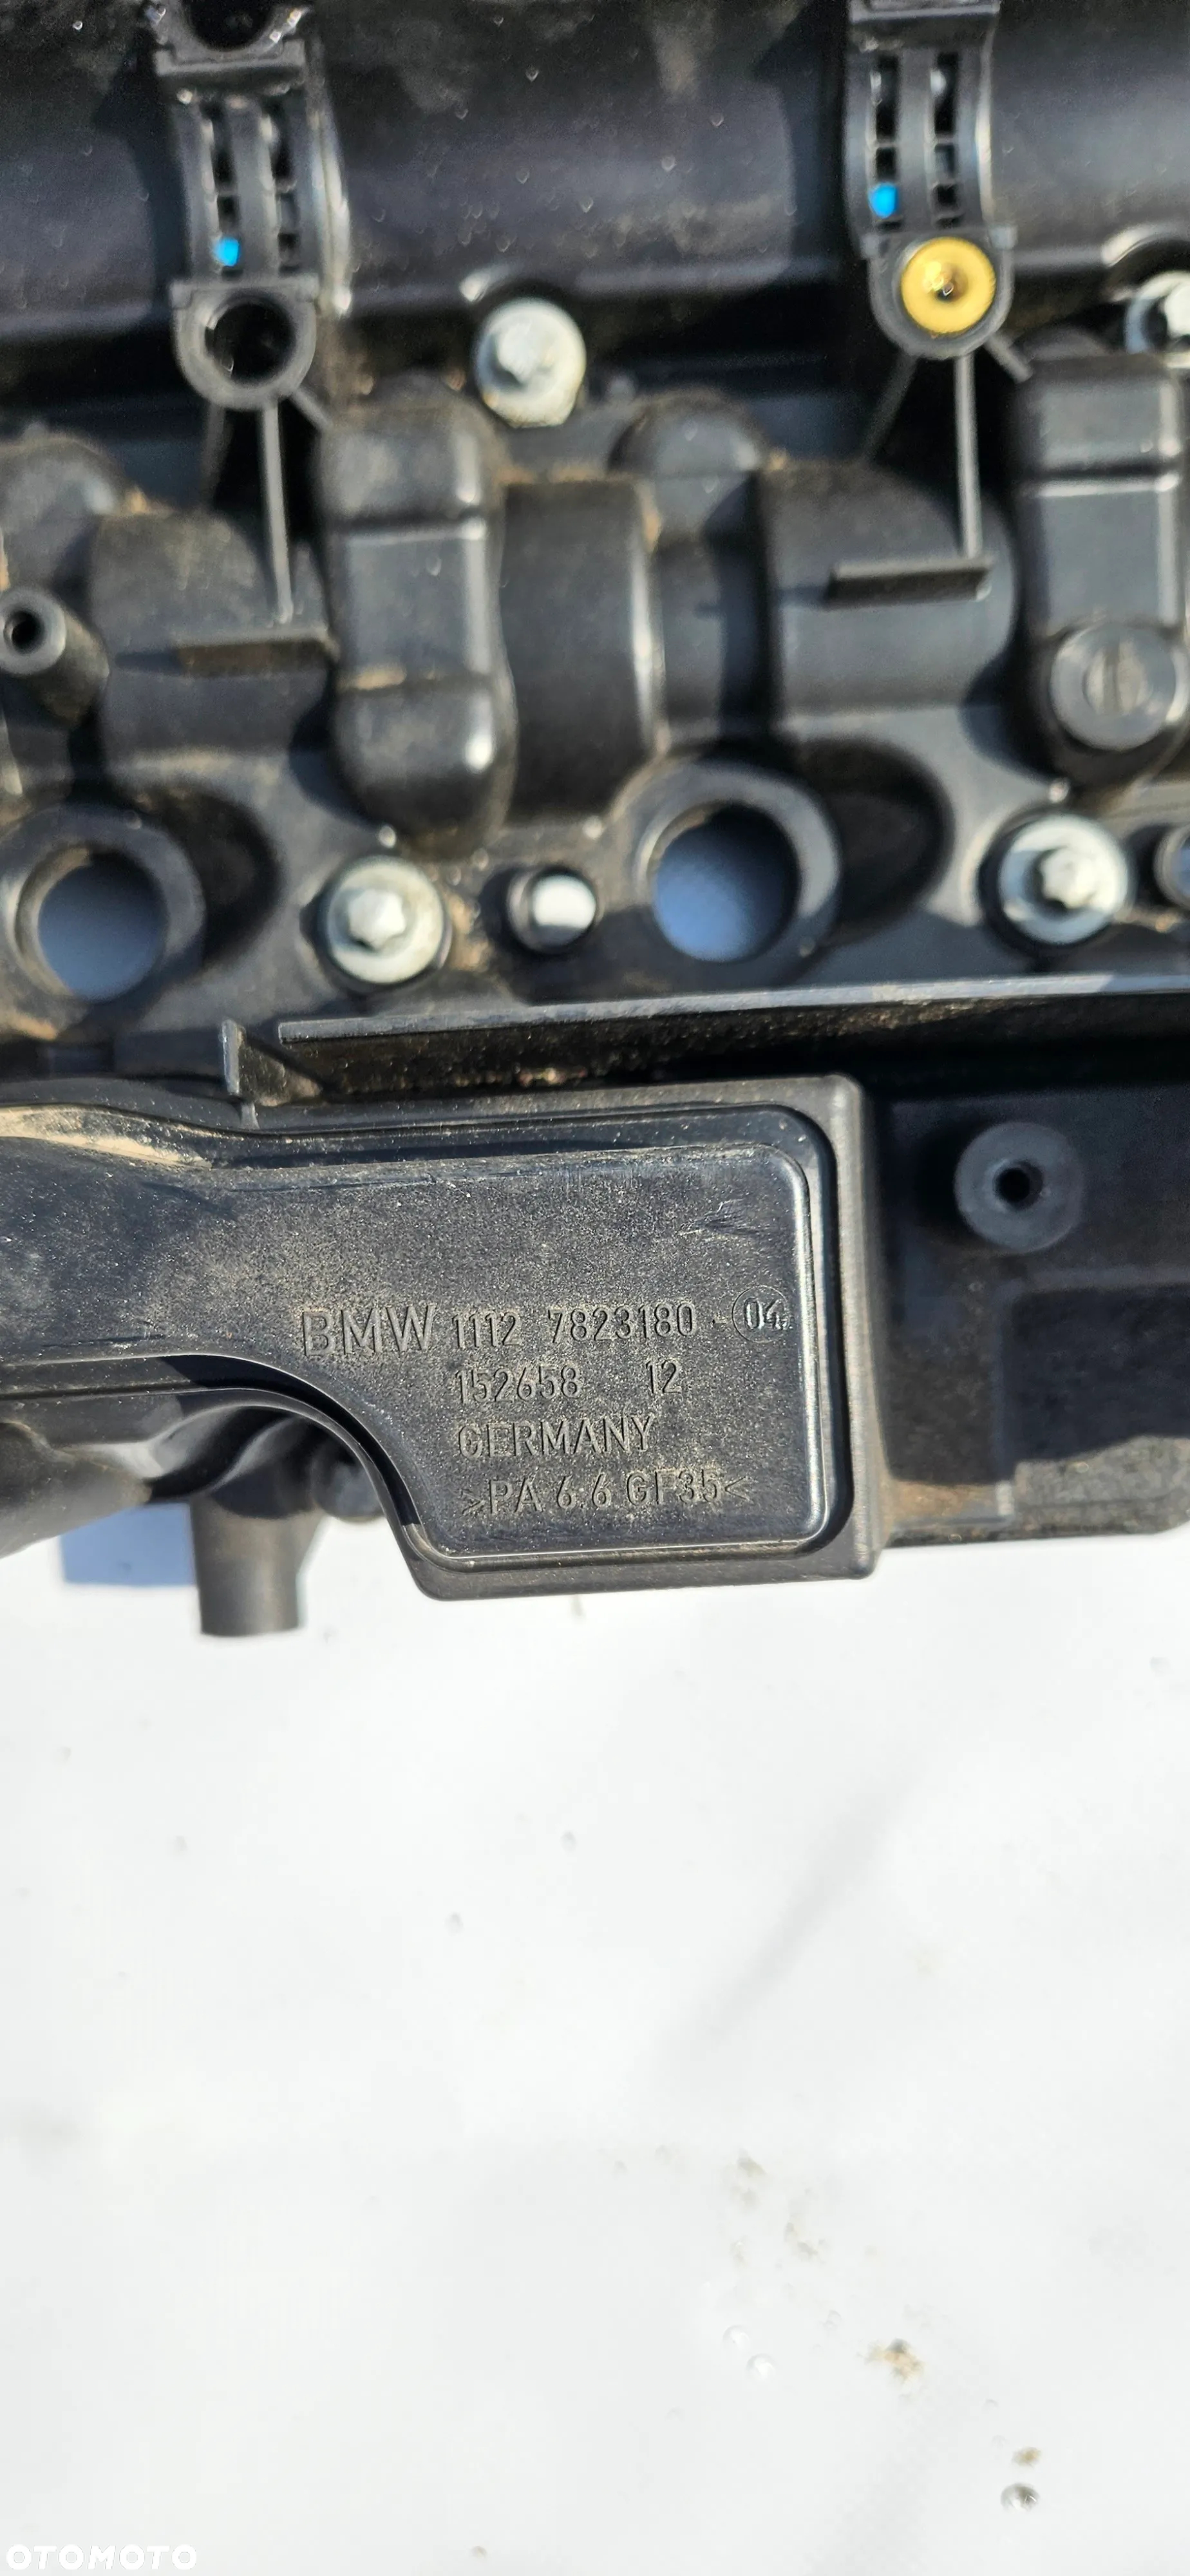 BMW 1112 7823180 - 04
152658 12
GERMANY
>PA 6.6 GF35<
OTOMOTO